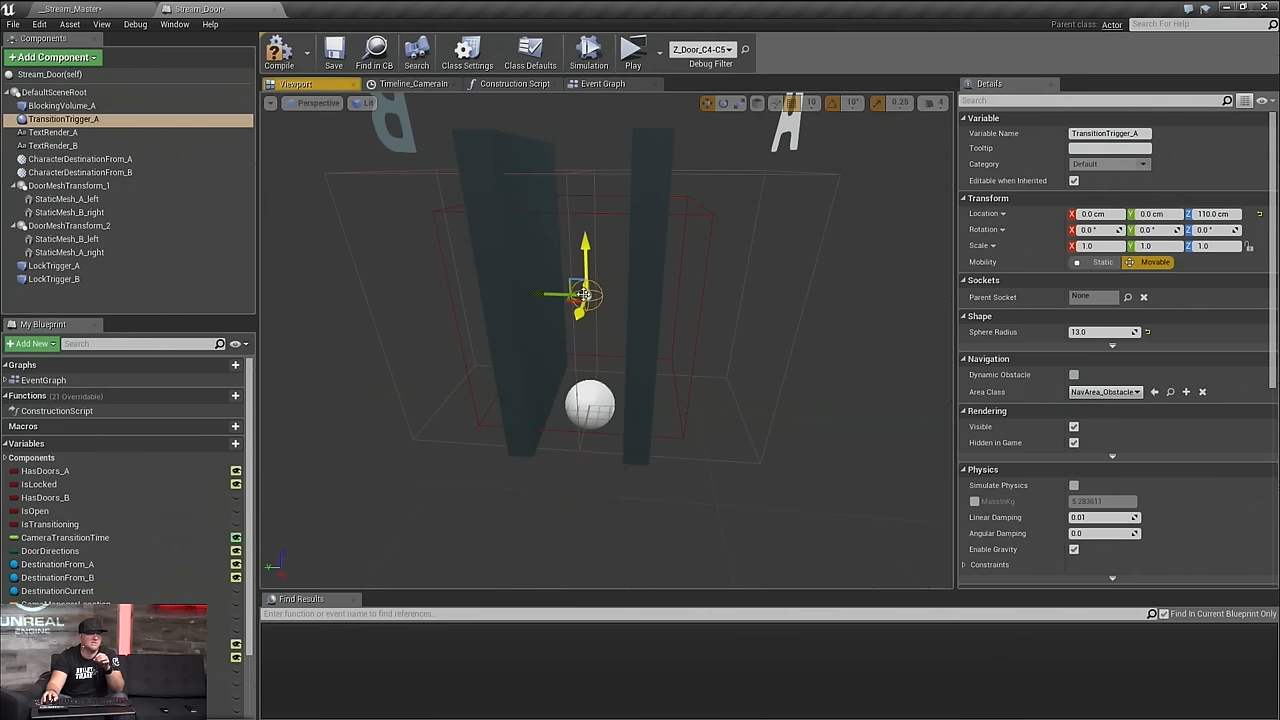 _Stream_Master*
Stream_Door*
File Edit Asset View Debug Window Help
Parent class: Actor
Search For Help
Components
Add Component
Stream_Door(self)
DefaultSceneRoot
BlockingVolume_A
TransitionTrigger_A
TextRender_A
TextRender_B
CharacterDestinationFrom_A
CharacterDestinationFrom_B
DoorMeshTransform_1
StaticMesh_A_left
StaticMesh_B_right
DoorMeshTransform_2
StaticMesh_B_left
StaticMesh_A_right
LockTrigger_A
LockTrigger_B
My Blueprint
Add New
Search
Graphs
EventGraph
Functions (21 Overridable)
ConstructionScript
Macros
Variables
Components
HasDoors_A
IsLocked
HasDoors_B
IsOpen
IsTransitioning
CameraTransitionTime
DoorDirections
DestinationFrom_A
DestinationFrom_B
DestinationCurrent
UNREAL
ENGINE
Compile
Save
Find in CB
Search
Class Settings
Class Defaults
Simulation
Play
Z_Door_C4-C5
Debug Filter
Viewport
Timeline_CameraIn
Construction Script
Event Graph
Perspective
Lit
10
10°
0.25
4
B
A
Find Results
Enter function or event name to find references...
Find In Current Blueprint Only
Details
Search
Variable
Variable Name TransitionTrigger_A
Tooltip
Category Default
Editable when Inherited
Transform
Location X 0.0 cm Y 0.0 cm Z 110.0 cm
Rotation X 0.0 ° Y 0.0 ° Z 0.0 °
Scale X 1.0 Y 1.0 Z 1.0
Mobility Static Movable
Sockets
Parent Socket None
Shape
Sphere Radius 13.0
Navigation
Dynamic Obstacle
Area Class NavArea_Obstacle
Rendering
Visible
Hidden in Game
Physics
Simulate Physics
MassInKg 5.283611
Linear Damping 0.01
Angular Damping 0.0
Enable Gravity
Constraints